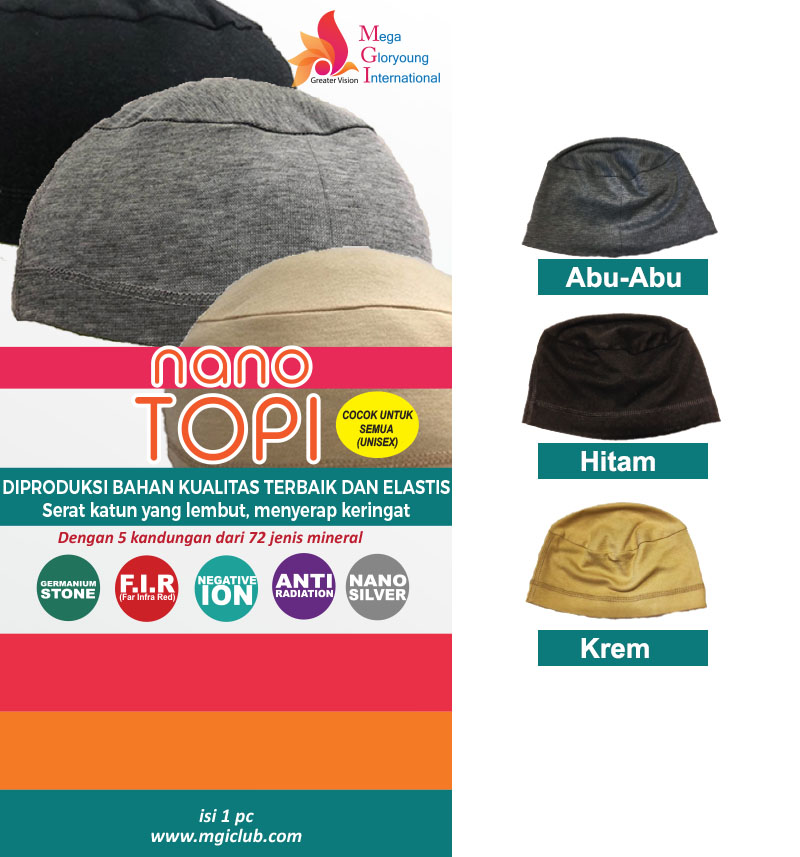 Mega
Gloryoung
International
Greater Vision
nano
TOPI
COCOK UNTUK
SEMUA
(UNISEX)
DIPRODUKSI BAHAN KUALITAS TERBAIK DAN ELASTIS
Serat katun yang lembut, menyerap keringat
Dengan 5 kandungan dari 72 jenis mineral
GERMANIUM
STONE
F.I.R
(Far Infra Red)
NEGATIVE
ION
ANTI
RADIATION
NANO
SILVER
isi 1 pc
www.mgiclub.com
Abu-Abu
Hitam
Krem